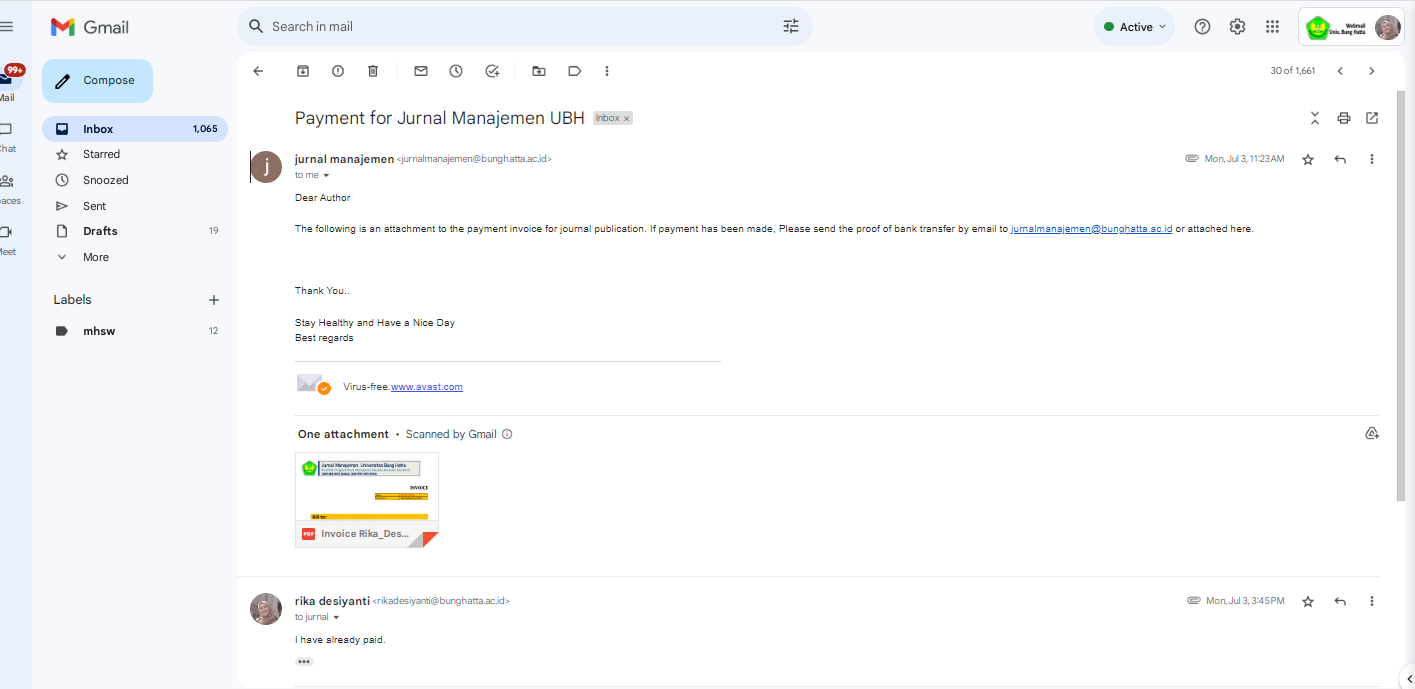 Gmail
Search in mail
Active
Webmail
Univ. Bung Hatta
99+
Mail
Compose
30 of 1,661
Inbox 1,065
Chat
Starred
Snoozed
Spaces
Sent
Drafts 19
Meet
More
Labels
mhsw 12
Payment for Jurnal Manajemen UBH Inbox x
j
jurnal manajemen <jurnalmanajemen@bunghatta.ac.id> Mon, Jul 3, 11:23 AM
to me
Dear Author
The following is an attachment to the payment invoice for journal publication. If payment has been made, Please send the proof of bank transfer by email to jurnalmanajemen@bunghatta.ac.id or attached here.
Thank You..
Stay Healthy and Have a Nice Day
Best regards
Virus-free.www.avast.com
One attachment • Scanned by Gmail
Jurnal Manajemen Universitas Bung Hatta
INVOICE
Bill to:
PDF Invoice Rika_Des...
rika desiyanti <rikadesiyanti@bunghatta.ac.id> Mon, Jul 3, 3:45 PM
to jurnal
I have already paid.